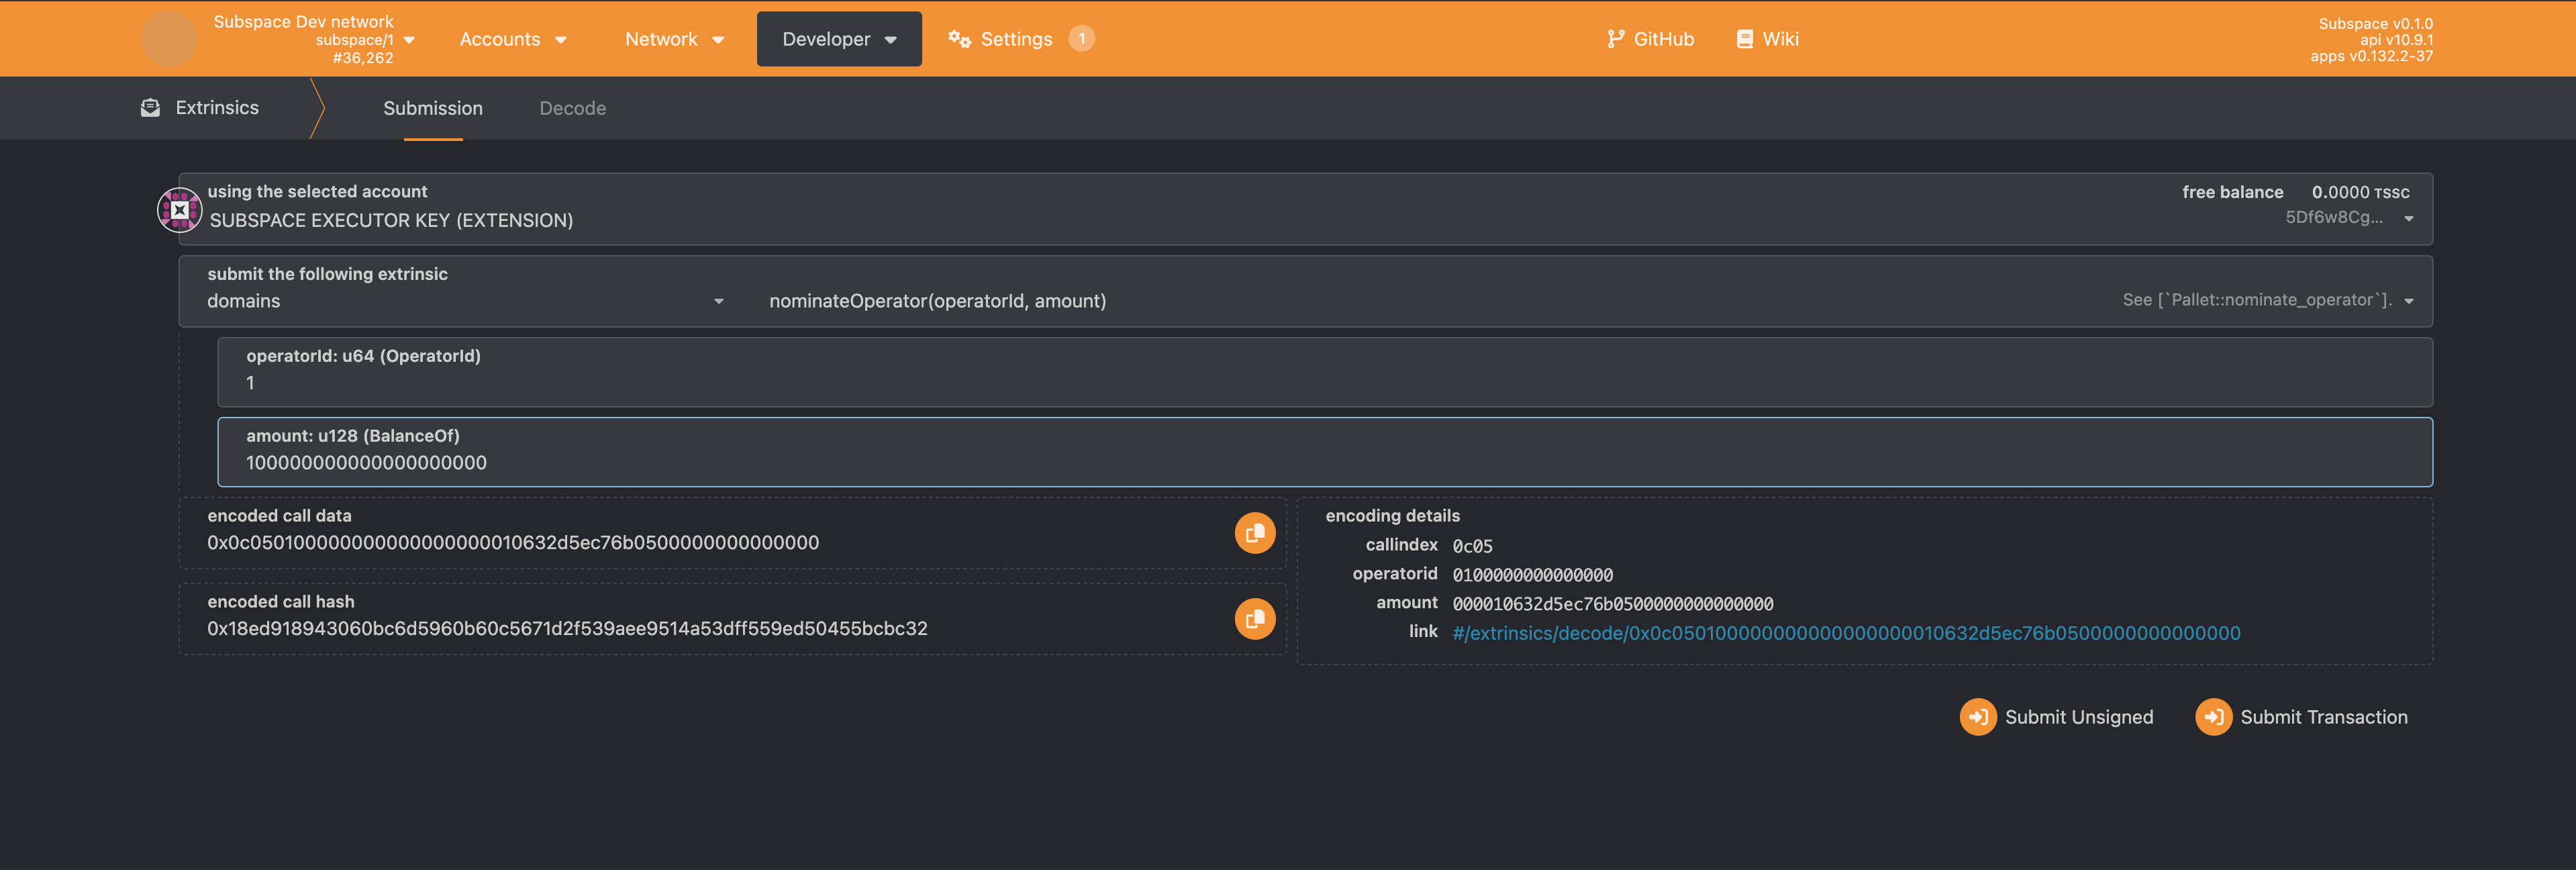 Subspace Dev network
subspace/1
#36,262
Accounts
Network
Developer
Settings 1
GitHub
Wiki
Subspace v0.1.0
api v10.9.1
apps v0.132.2-37
Extrinsics
Submission
Decode
using the selected account
SUBSPACE EXECUTOR KEY (EXTENSION)
free balance 0.0000 TSSC
5Df6w8Cg...
submit the following extrinsic
domains
nominateOperator(operatorId, amount)
See [`Pallet::nominate_operator`].
operatorId: u64 (OperatorId)
1
amount: u128 (BalanceOf)
100000000000000000000
encoded call data
0x0c050100000000000000000010632d5ec76b0500000000000000
encoded call hash
0x18ed918943060bc6d5960b60c5671d2f539aee9514a53dff559ed50455bcbc32
encoding details
callindex 0c05
operatorid 0100000000000000
amount 000010632d5ec76b0500000000000000
link #/extrinsics/decode/0x0c050100000000000000000010632d5ec76b0500000000000000
Submit Unsigned
Submit Transaction